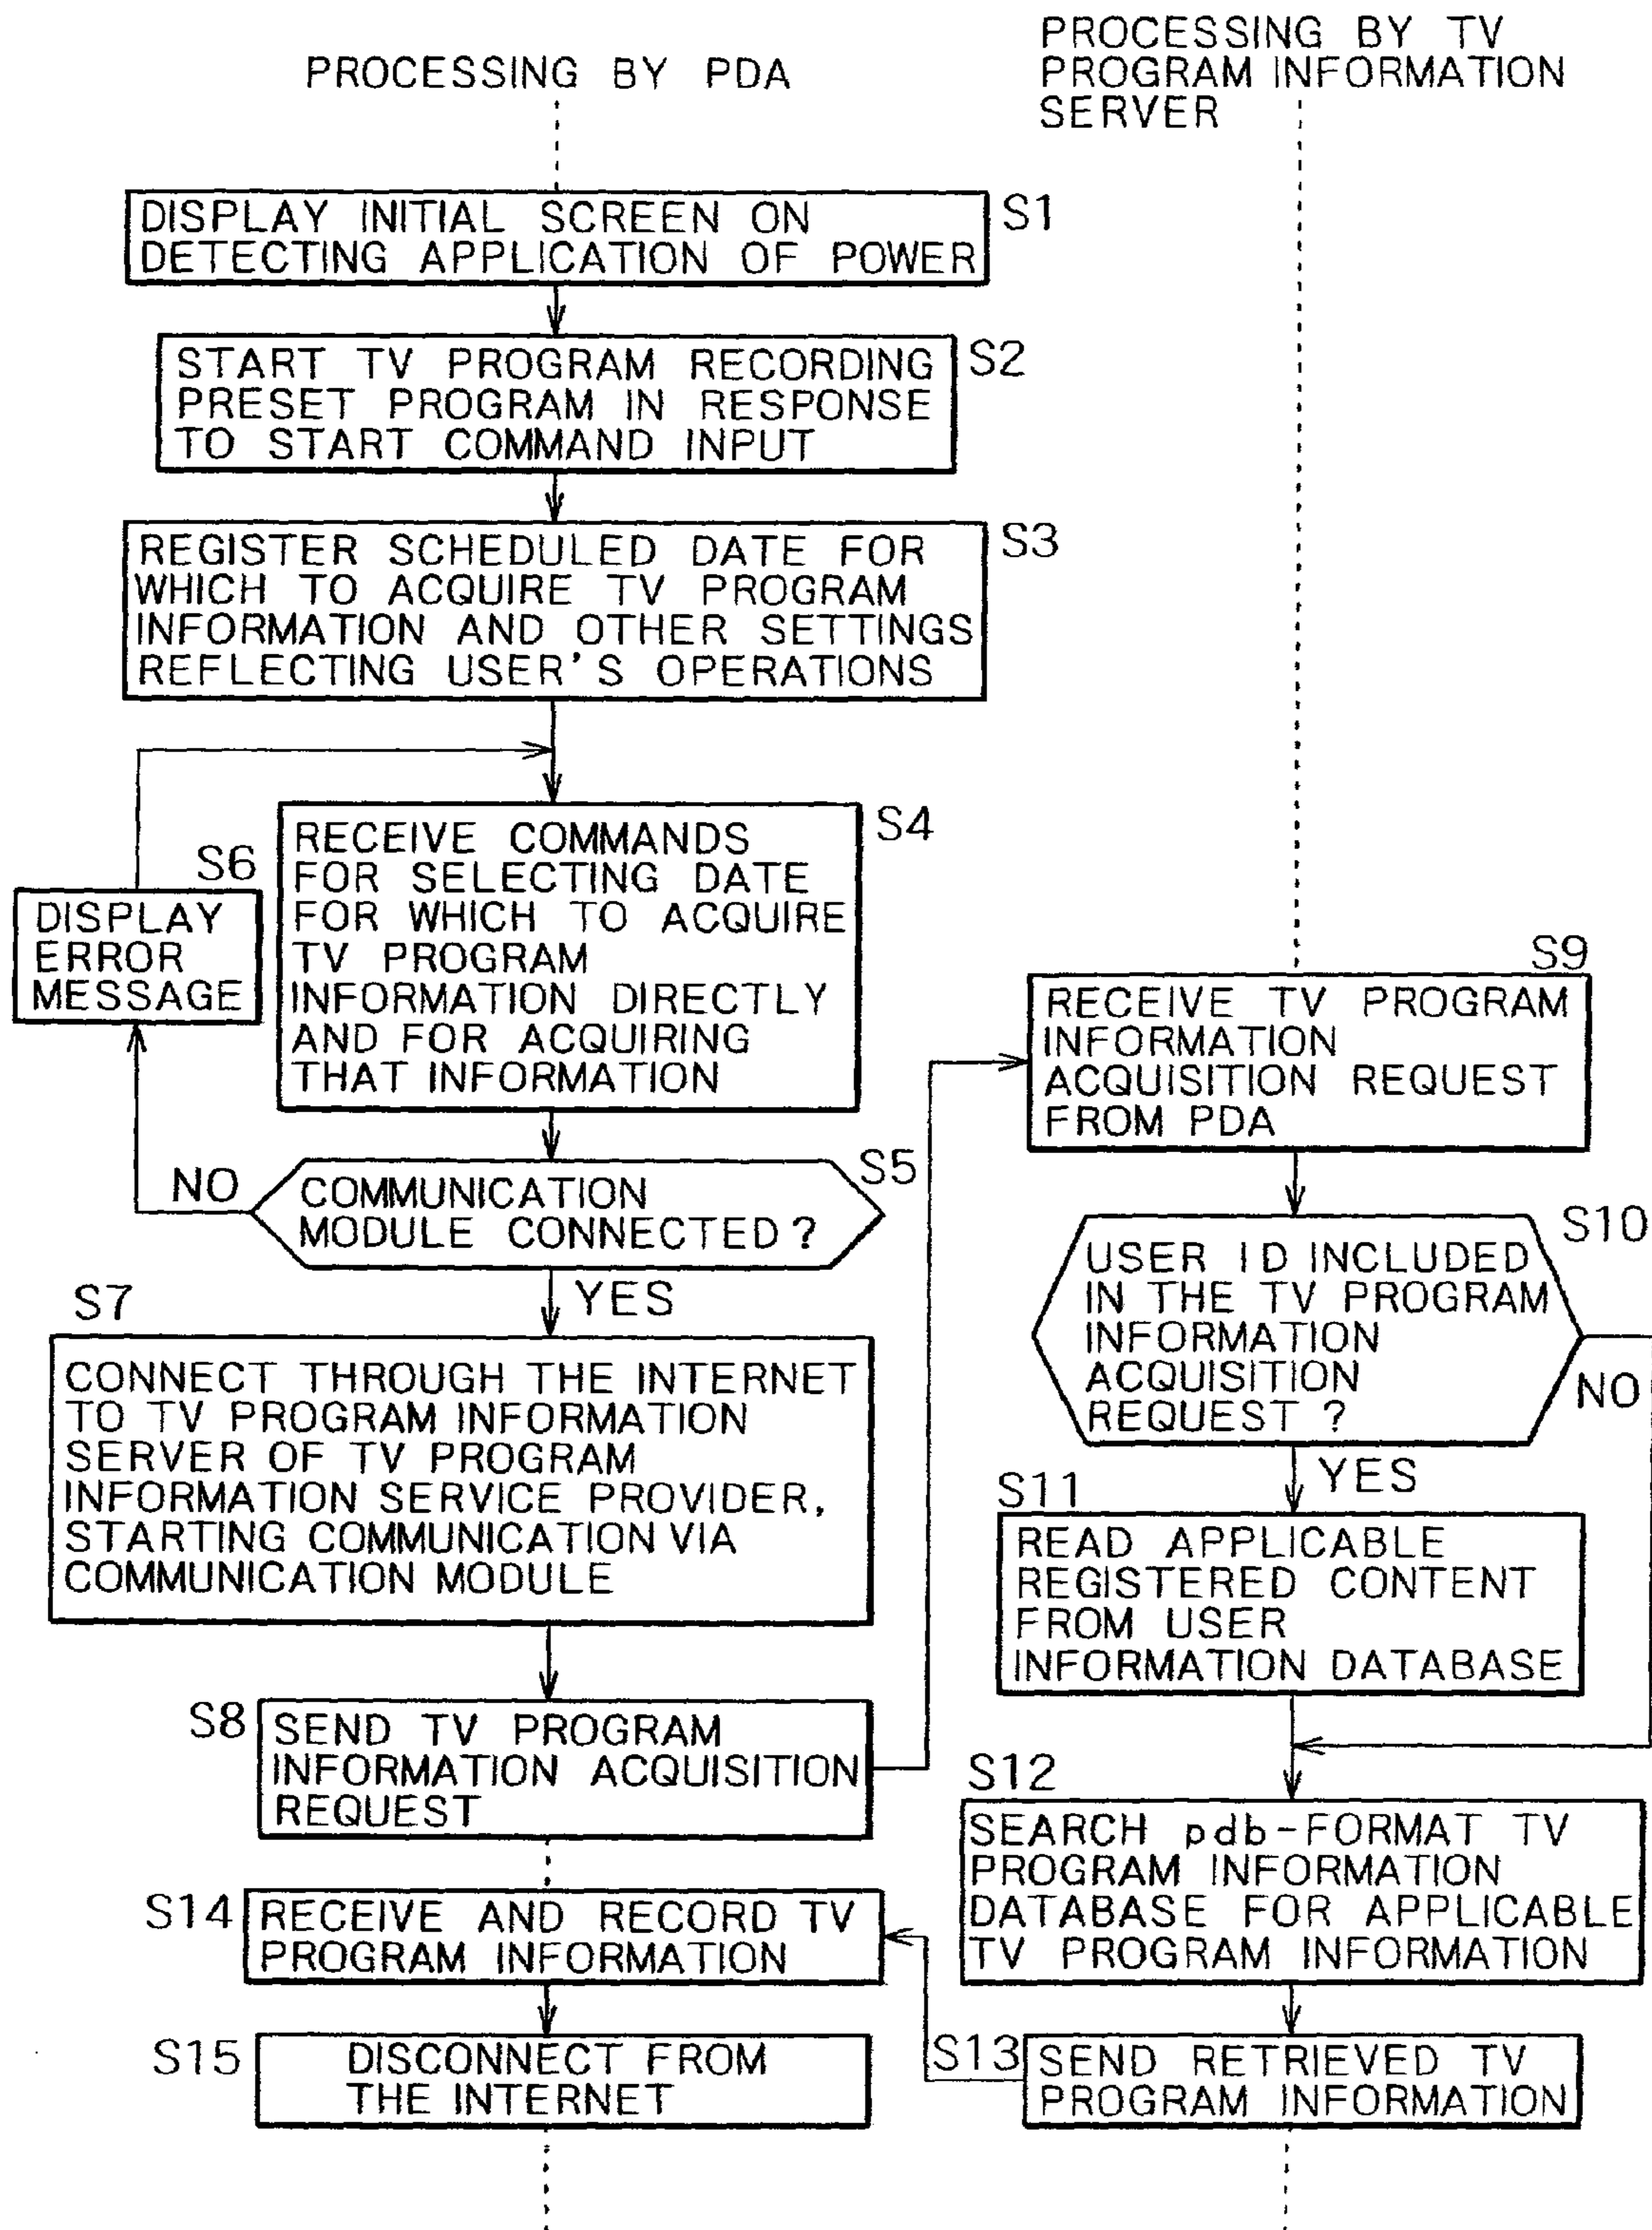 PROCESSING BY PDA
PROCESSING BY TV
PROGRAM INFORMATION
SERVER
S1
DISPLAY INITIAL SCREEN ON
DETECTING APPLICATION OF POWER
S2
START TV PROGRAM RECORDING
PRESET PROGRAM IN RESPONSE
TO START COMMAND INPUT
S3
REGISTER SCHEDULED DATE FOR
WHICH TO ACQUIRE TV PROGRAM
INFORMATION AND OTHER SETTINGS
REFLECTING USER'S OPERATIONS
S4
RECEIVE COMMANDS
FOR SELECTING DATE
FOR WHICH TO ACQUIRE
TV PROGRAM
INFORMATION DIRECTLY
AND FOR ACQUIRING
THAT INFORMATION
S6
DISPLAY
ERROR
MESSAGE
S5
COMMUNICATION
MODULE CONNECTED?
NO
YES
S7
CONNECT THROUGH THE INTERNET
TO TV PROGRAM INFORMATION
SERVER OF TV PROGRAM
INFORMATION SERVICE PROVIDER,
STARTING COMMUNICATION VIA
COMMUNICATION MODULE
S8
SEND TV PROGRAM
INFORMATION ACQUISITION
REQUEST
S9
RECEIVE TV PROGRAM
INFORMATION
ACQUISITION REQUEST
FROM PDA
S10
USER ID INCLUDED
IN THE TV PROGRAM
INFORMATION
ACQUISITION
REQUEST?
NO
YES
S11
READ APPLICABLE
REGISTERED CONTENT
FROM USER
INFORMATION DATABASE
S12
SEARCH pdb-FORMAT TV
PROGRAM INFORMATION
DATABASE FOR APPLICABLE
TV PROGRAM INFORMATION
S13
SEND RETRIEVED TV
PROGRAM INFORMATION
S14
RECEIVE AND RECORD TV
PROGRAM INFORMATION
S15
DISCONNECT FROM
THE INTERNET